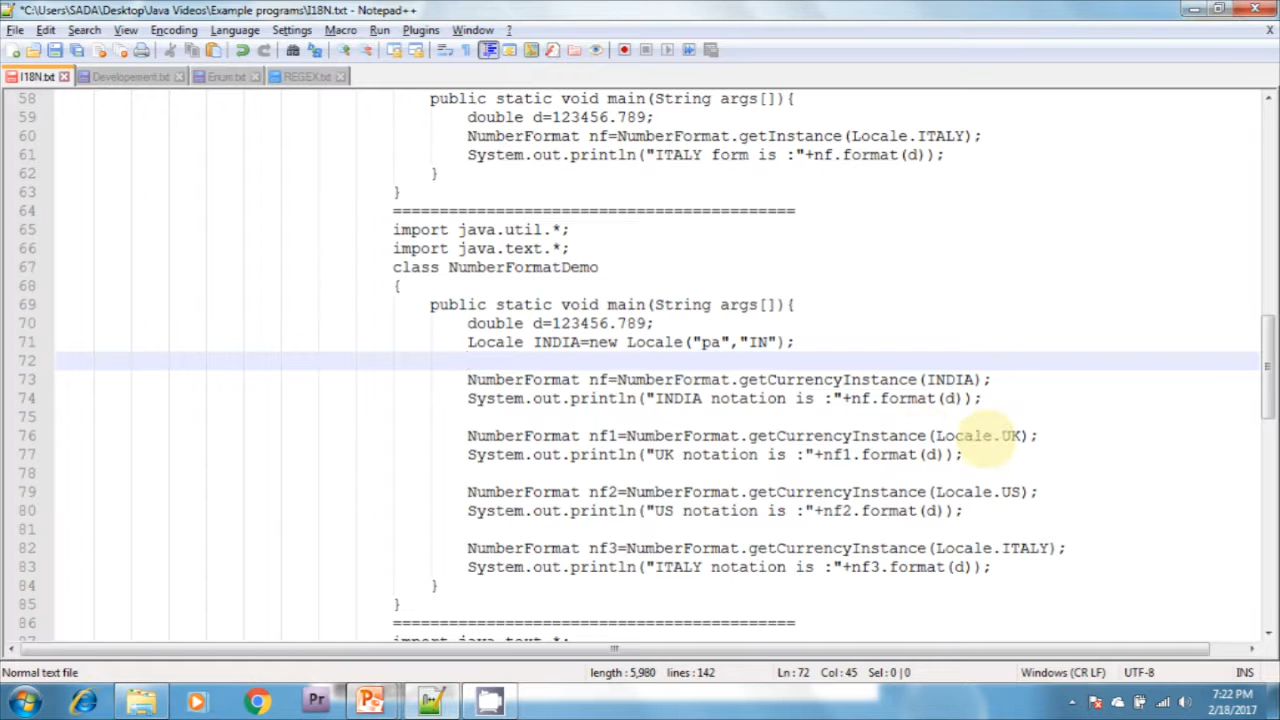 *C:\Users\SADA\Desktop\Java Videos\Example programs\I18N.txt - Notepad++
File Edit Search View Encoding Language Settings Macro Run Plugins Window ? X
I18N.txt Developement.txt Enum.txt REGEX.txt
58 public static void main(String args[]){
59 double d=123456.789;
60 NumberFormat nf=NumberFormat.getInstance(Locale.ITALY);
61 System.out.println("ITALY form is :"+nf.format(d));
62 }
63 }
64 ===========================================
65 import java.util.*;
66 import java.text.*;
67 class NumberFormatDemo
68 {
69 public static void main(String args[]){
70 double d=123456.789;
71 Locale INDIA=new Locale("pa","IN");
72
73 NumberFormat nf=NumberFormat.getCurrencyInstance(INDIA);
74 System.out.println("INDIA notation is :"+nf.format(d));
75
76 NumberFormat nf1=NumberFormat.getCurrencyInstance(Locale.UK);
77 System.out.println("UK notation is :"+nf1.format(d));
78
79 NumberFormat nf2=NumberFormat.getCurrencyInstance(Locale.US);
80 System.out.println("US notation is :"+nf2.format(d));
81
82 NumberFormat nf3=NumberFormat.getCurrencyInstance(Locale.ITALY);
83 System.out.println("ITALY notation is :"+nf3.format(d));
84 }
85 }
86 ===========================================
87 import java.text.*;
Normal text file length : 5,980 lines : 142 Ln : 72 Col : 45 Sel : 0 | 0 Windows (CR LF) UTF-8 INS
Pr
7:22 PM
2/18/2017